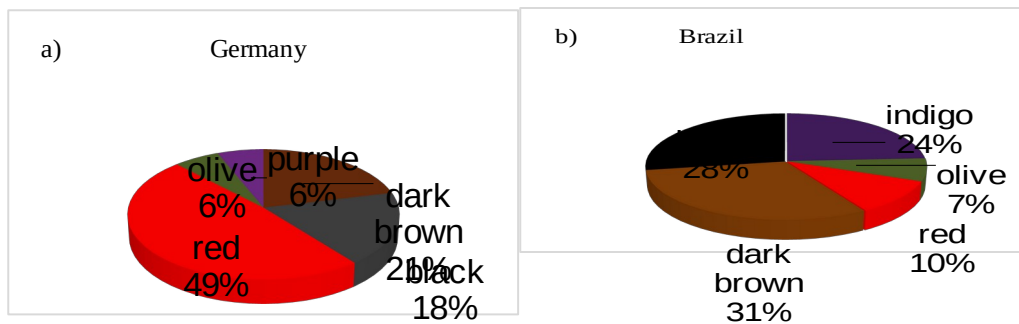 a)
Germany
olive
6%
purple
6%
dark
brown
21%
black
18%
red
49%
b)
Brazil
indigo
24%
olive
7%
red
10%
dark
brown
31%
28%